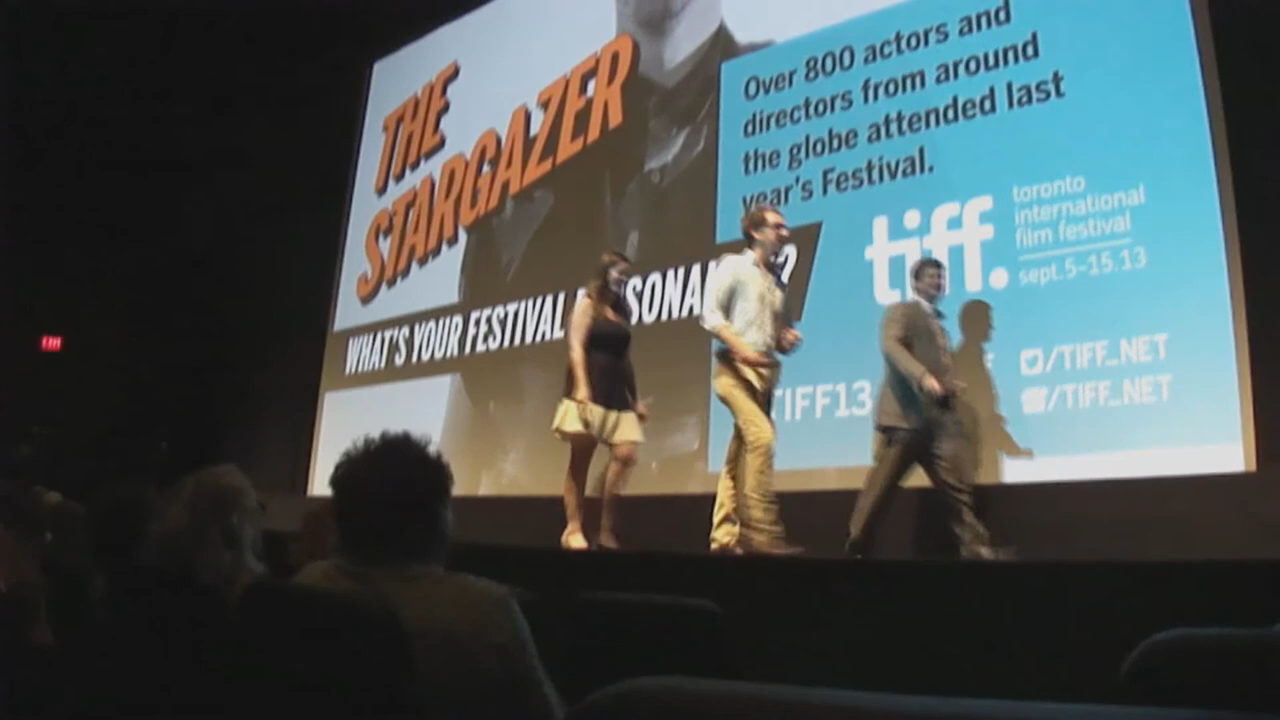 THE
STARGAZER
WHAT'S YOUR FESTIVAL
Over 800 actors and
directors from around
the globe attended last
year's Festival.
tiff.
toronto
international
film festival
sept.5-15.13
TIFF13
/TIFF_NET
/TIFF_NET
EXIT